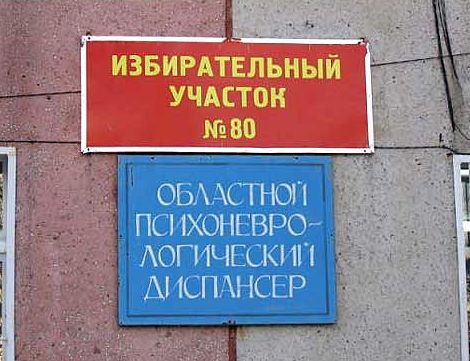 ИЗБИРАТЕЛЬНЫЙ
УЧАСТОК
№80
ОБЛАСТНОЙ
ПСИХОНЕВРО-
ЛОГИЧЕСКИЙ
ДИСПАНСЕР